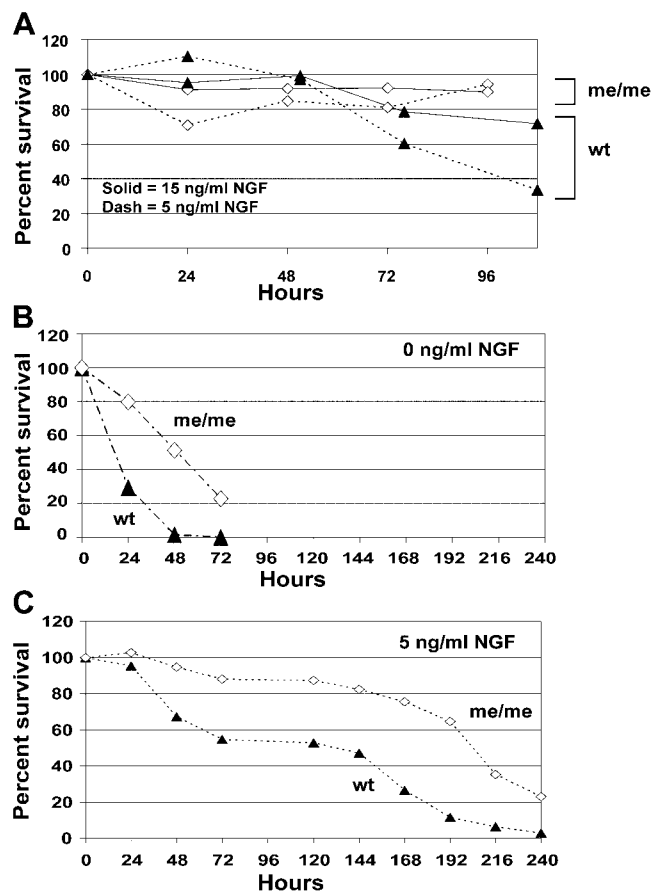 A
Percent survival
120
100
80
60
40
20
0
Solid = 15 ng/ml NGF
Dash = 5 ng/ml NGF
me/me
wt
0 24 48 72 96
Hours
B
Percent survival
120
100
80
60
40
20
0
0 ng/ml NGF
me/me
wt
0 24 48 72 96 120 144 168 192 216 240
Hours
C
Percent survival
120
100
80
60
40
20
0
5 ng/ml NGF
me/me
wt
0 24 48 72 96 120 144 168 192 216 240
Hours